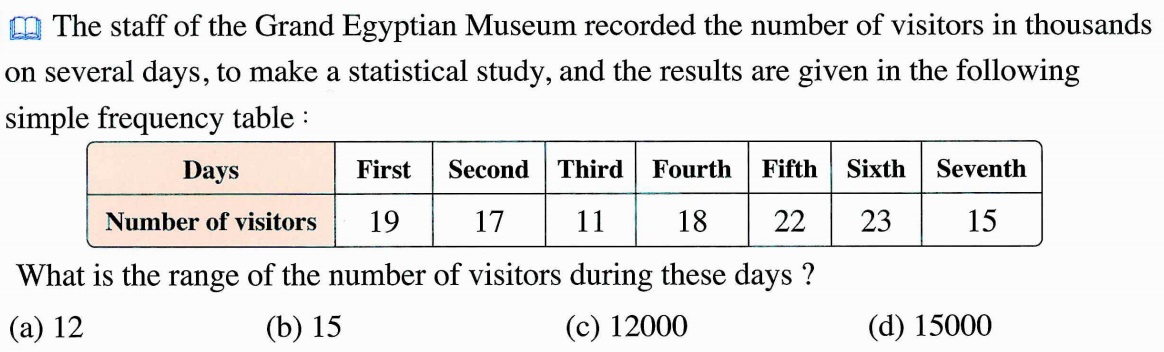 The staff of the Grand Egyptian Museum recorded the number of visitors in thousands
on several days, to make a statistical study, and the results are given in the following
simple frequency table :
Days First Second Third Fourth Fifth Sixth Seventh
Number of visitors 19 17 11 18 22 23 15
What is the range of the number of visitors during these days ?
(a) 12 (b) 15 (c) 12000 (d) 15000